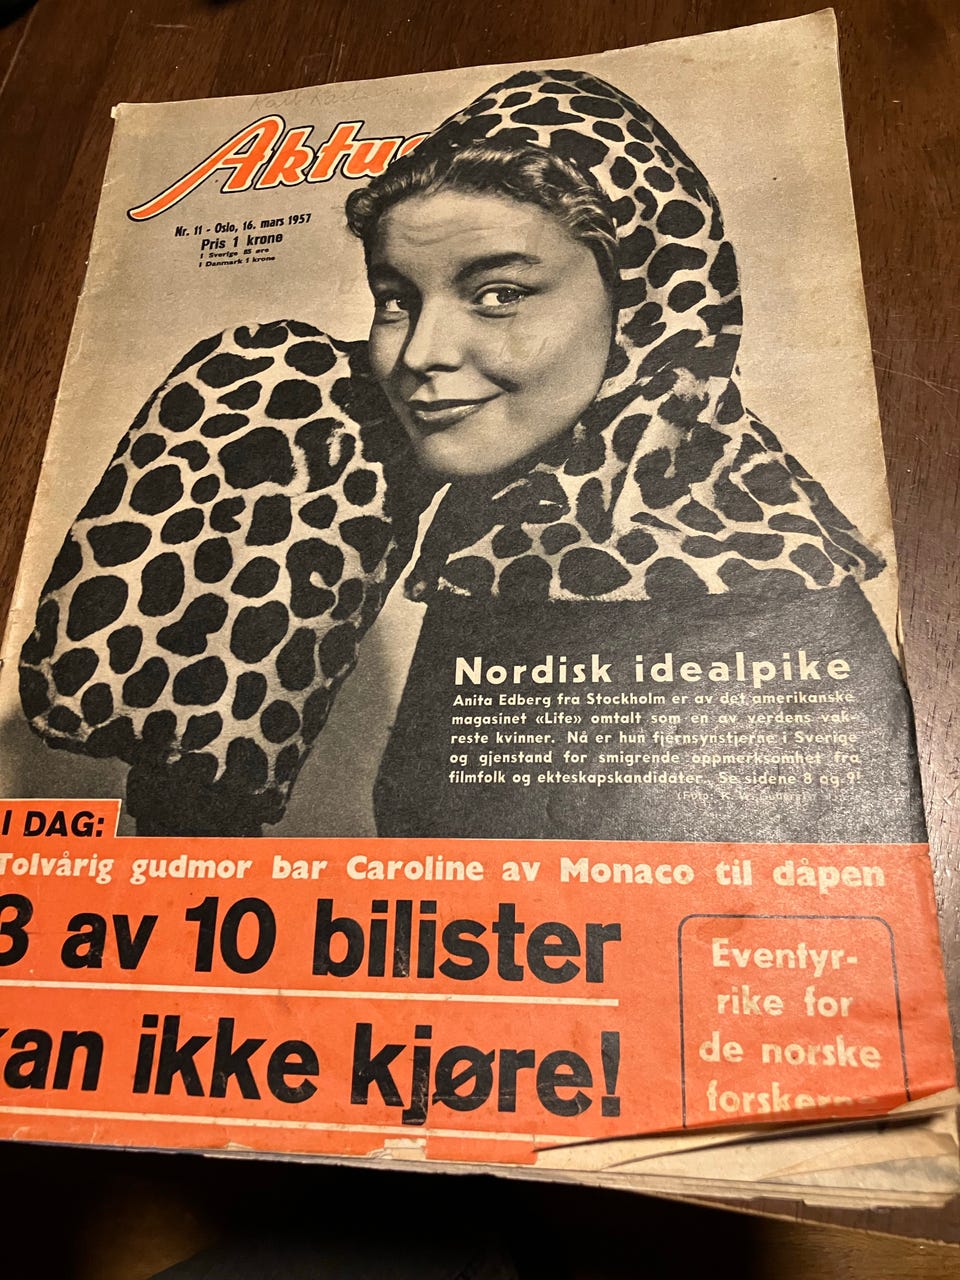 Aktu
Nr. 11 - Oslo, 16. mars 1957
Pris 1 krone
I Sverige 85 øre
I Danmark 1 krone
Nordisk idealpike
Anita Edberg fra Stockholm er av det amerikanske
magasinet «Life» omtalt som en av verdens vak-
reste kvinner. Nå er hun fjernsynstjerne i Sverige
og gjenstand for smigrende oppmerksomhet fra
filmfolk og ekteskapskandidater. Se sidene 8 og 9!
(Foto: K. W.
I DAG:
Tolvårig gudmor bar Caroline av Monaco til dåpen
3 av 10 bilister
kan ikke kjøre!
Eventyr-
rike for
de norske
forskerne